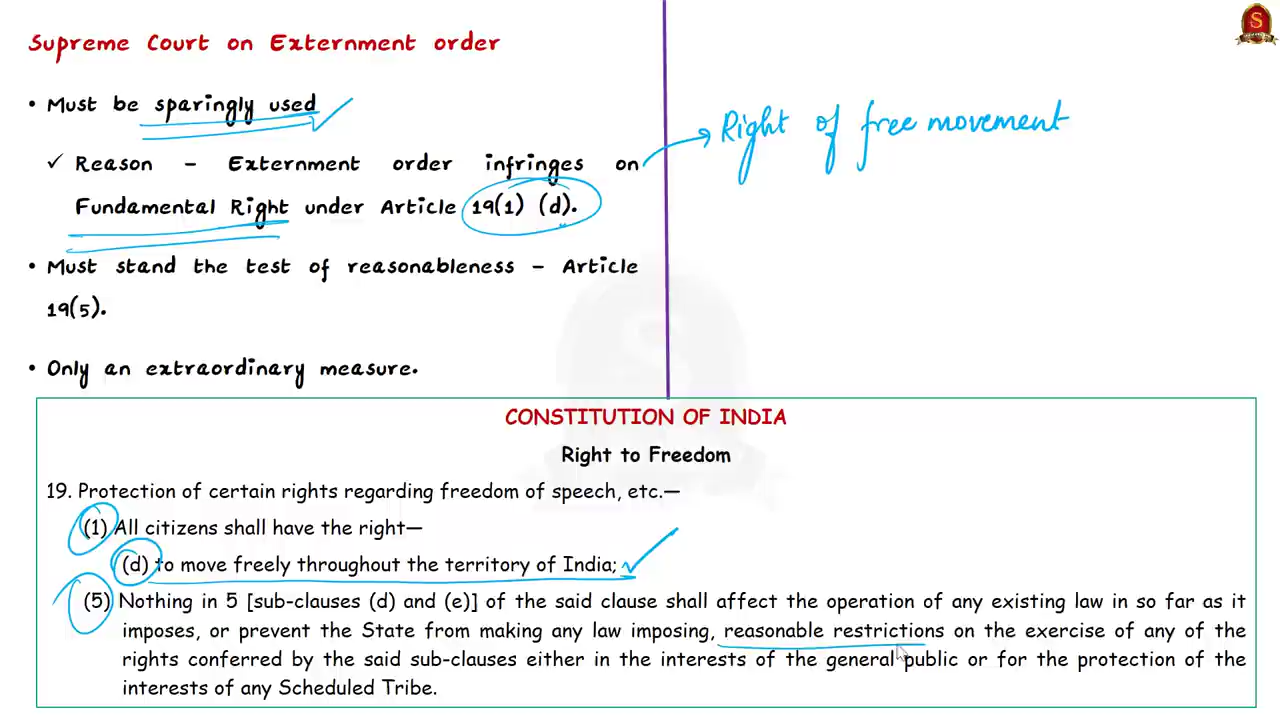 Supreme Court on Externment order
• Must be sparingly used
✓ Reason - Externment order infringes on
Fundamental Right under Article 19(1) (d).
• Must stand the test of reasonableness - Article
19(5).
• Only an extraordinary measure.
Right of free movement
S
CONSTITUTION OF INDIA
Right to Freedom
19. Protection of certain rights regarding freedom of speech, etc.—
(1) All citizens shall have the right—
(d) to move freely throughout the territory of India;
(5) Nothing in 5 [sub-clauses (d) and (e)] of the said clause shall affect the operation of any existing law in so far as it
imposes, or prevent the State from making any law imposing, reasonable restrictions on the exercise of any of the
rights conferred by the said sub-clauses either in the interests of the general public or for the protection of the
interests of any Scheduled Tribe.